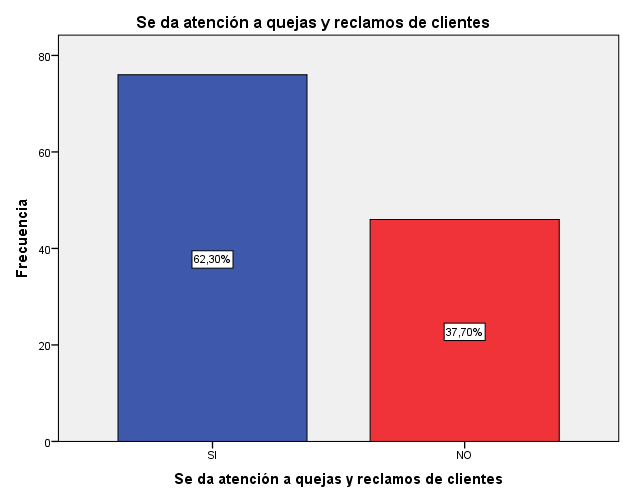 Se da atención a quejas y reclamos de clientes
80
60
40
20
0
Frecuencia
62,30%
37,70%
SI
NO
Se da atención a quejas y reclamos de clientes